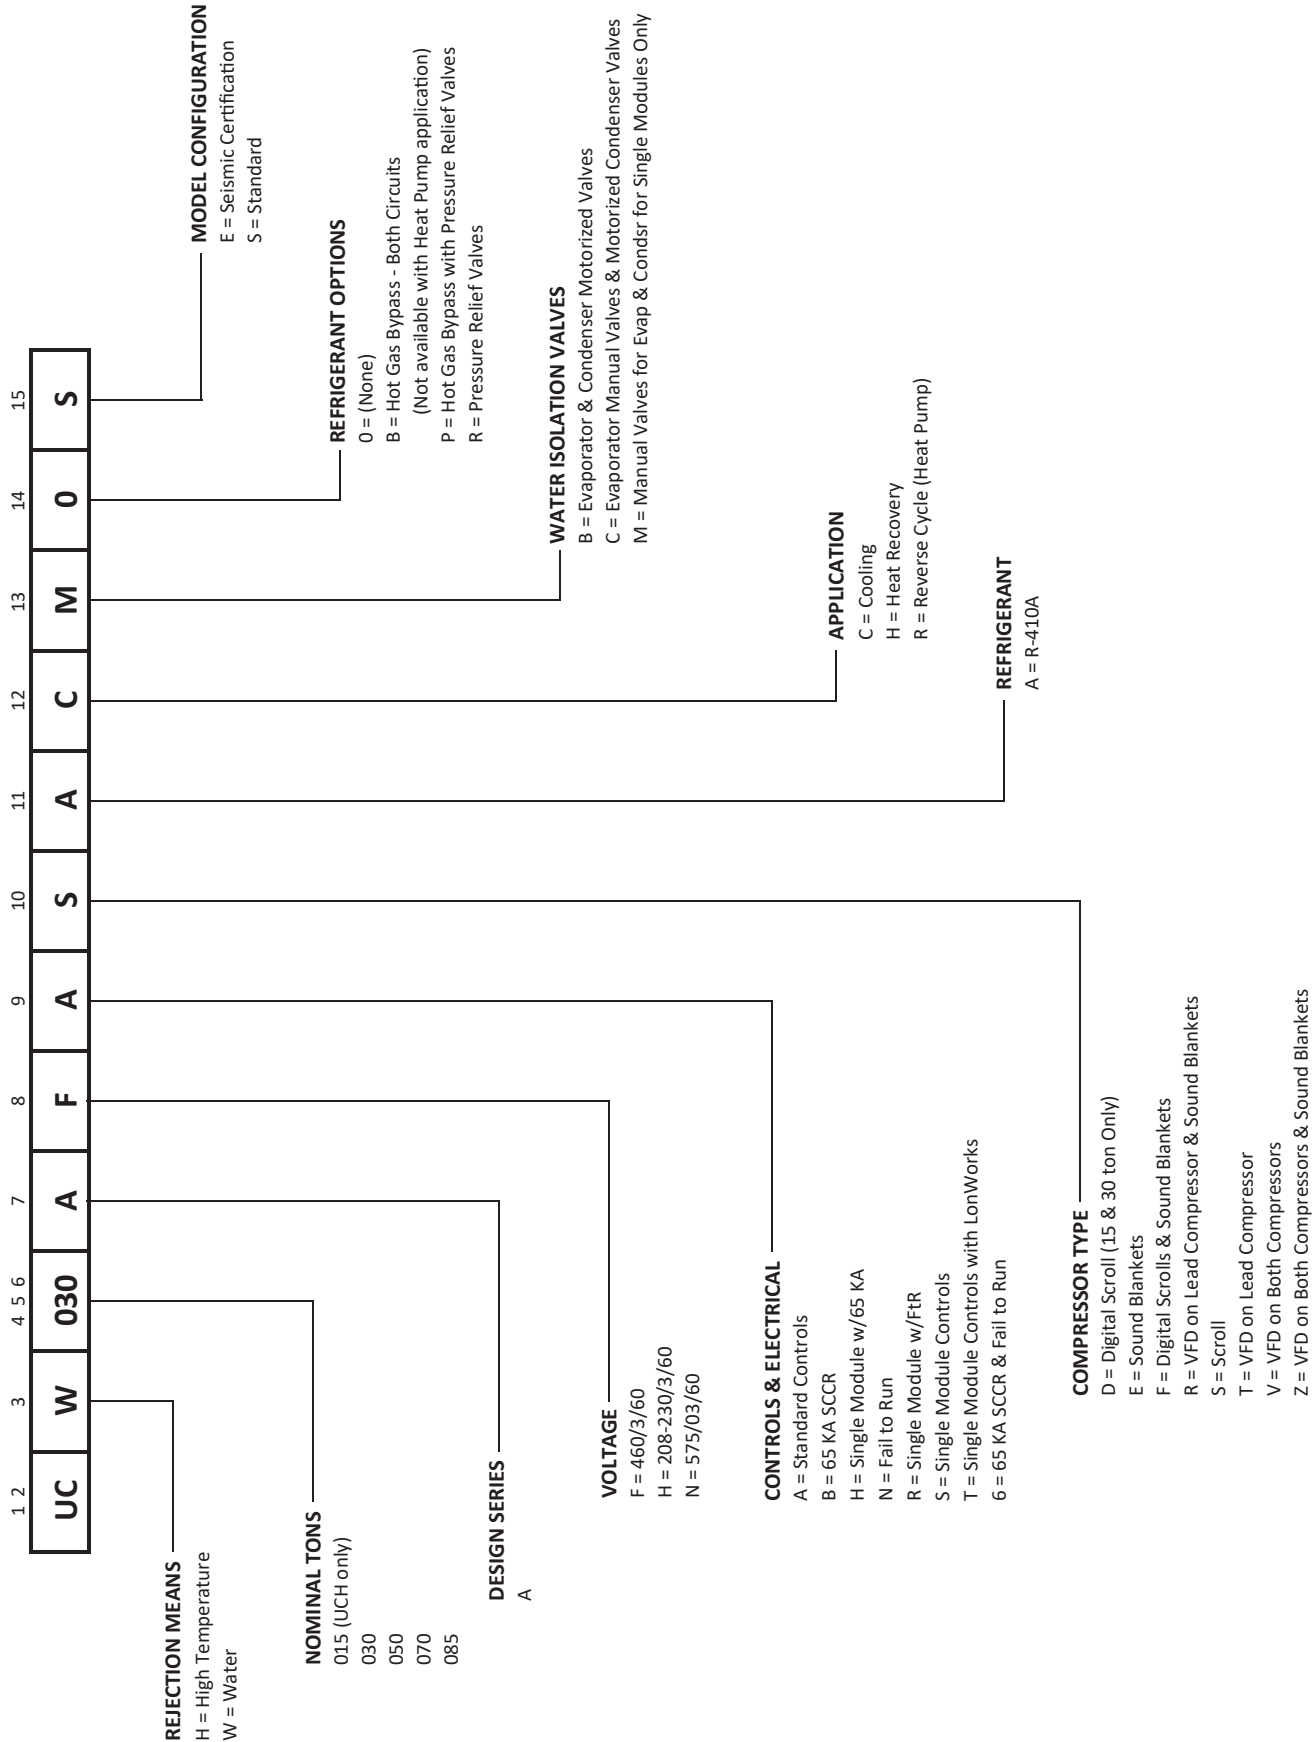 1 2 3 4 5 6 7 8 9 10 11 12 13 14 15
UC W 030 A F A S A C M 0 S
REJECTION MEANS
H = High Temperature
W = Water
NOMINAL TONS
015 (UCH only)
030
050
070
085
DESIGN SERIES
A
VOLTAGE
F = 460/3/60
H = 208-230/3/60
N = 575/03/60
CONTROLS & ELECTRICAL
A = Standard Controls
B = 65 KA SCCR
H = Single Module w/65 KA
N = Fail to Run
R = Single Module w/FtR
S = Single Module Controls
T = Single Module Controls with LonWorks
6 = 65 KA SCCR & Fail to Run
COMPRESSOR TYPE
D = Digital Scroll (15 & 30 ton Only)
E = Sound Blankets
F = Digital Scrolls & Sound Blankets
R = VFD on Lead Compressor & Sound Blankets
S = Scroll
T = VFD on Lead Compressor
V = VFD on Both Compressors
Z = VFD on Both Compressors & Sound Blankets
REFRIGERANT
A = R-410A
APPLICATION
C = Cooling
H = Heat Recovery
R = Reverse Cycle (Heat Pump)
WATER ISOLATION VALVES
B = Evaporator & Condenser Motorized Valves
C = Evaporator Manual Valves & Motorized Condenser Valves
M = Manual Valves for Evap & Condsr for Single Modules Only
REFRIGERANT OPTIONS
0 = (None)
B = Hot Gas Bypass - Both Circuits
(Not available with Heat Pump application)
P = Hot Gas Bypass with Pressure Relief Valves
R = Pressure Relief Valves
MODEL CONFIGURATION
E = Seismic Certification
S = Standard